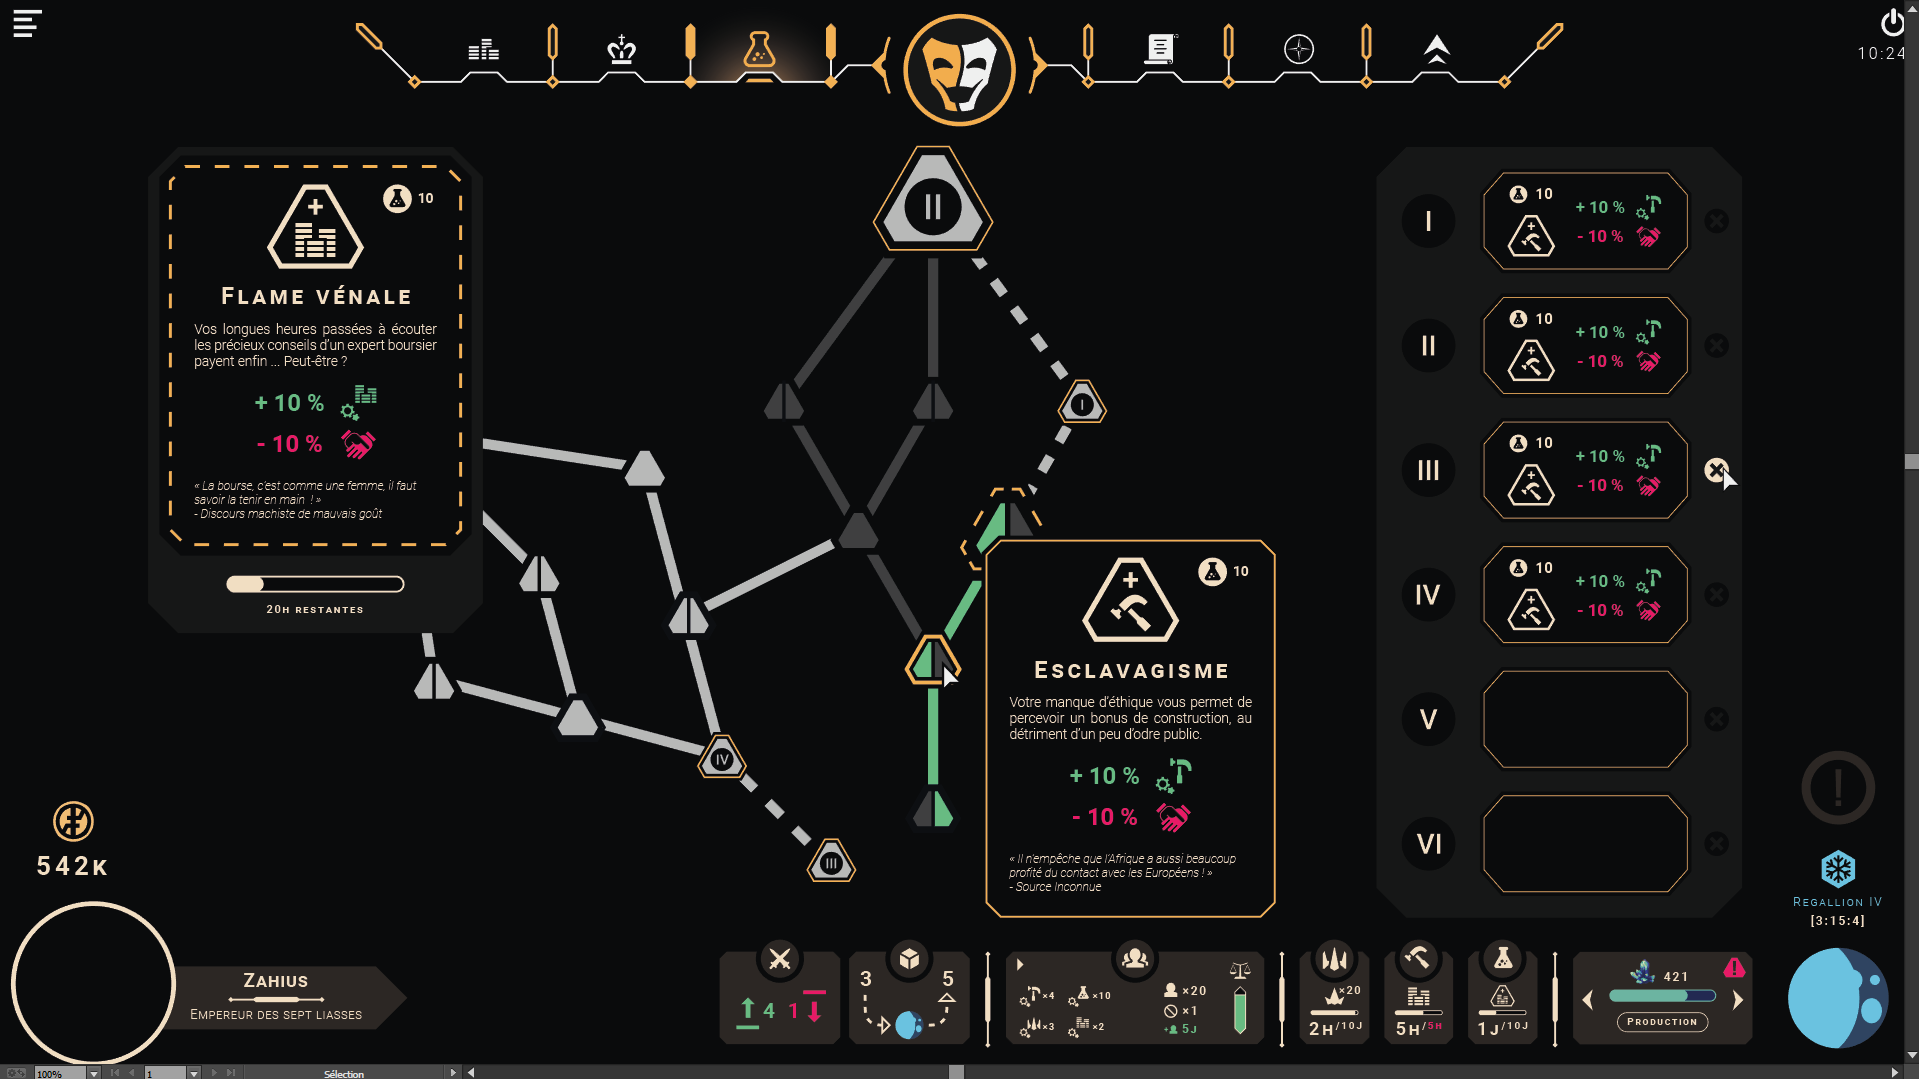 10:24
10
FLAME VÉNALE
Vos longues heures passées à écouter
les précieux conseils d'un expert boursier
payent enfin ... Peut-être ?
+ 10 %
- 10 %
« La bourse, c'est comme une femme, il faut
savoir la tenir en main ! »
- Discours machiste de mauvais goût
20H RESTANTES
II
I
IV
III
10
ESCLAVAGISME
Votre manque d'éthique vous permet de
percevoir un bonus de construction, au
détriment d'un peu d'odre public.
+ 10 %
- 10 %
« Il n'empêche que l'Afrique a aussi beaucoup
profité du contact avec les Européens ! »
- Source Inconnue
I
10
+ 10 %
- 10 %
II
10
+ 10 %
- 10 %
III
10
+ 10 %
- 10 %
IV
10
+ 10 %
- 10 %
V
VI
542K
ZAHIUS
EMPEREUR DES SEPT LIASSES
4 1
3 5
×4 ×10
×3 ×2
×20
×1
+ 5J
×20
2H/10J
5H/5H
1J/10J
421
PRODUCTION
!
REGALLION IV
[3:15:4]
100%
1
Sélection